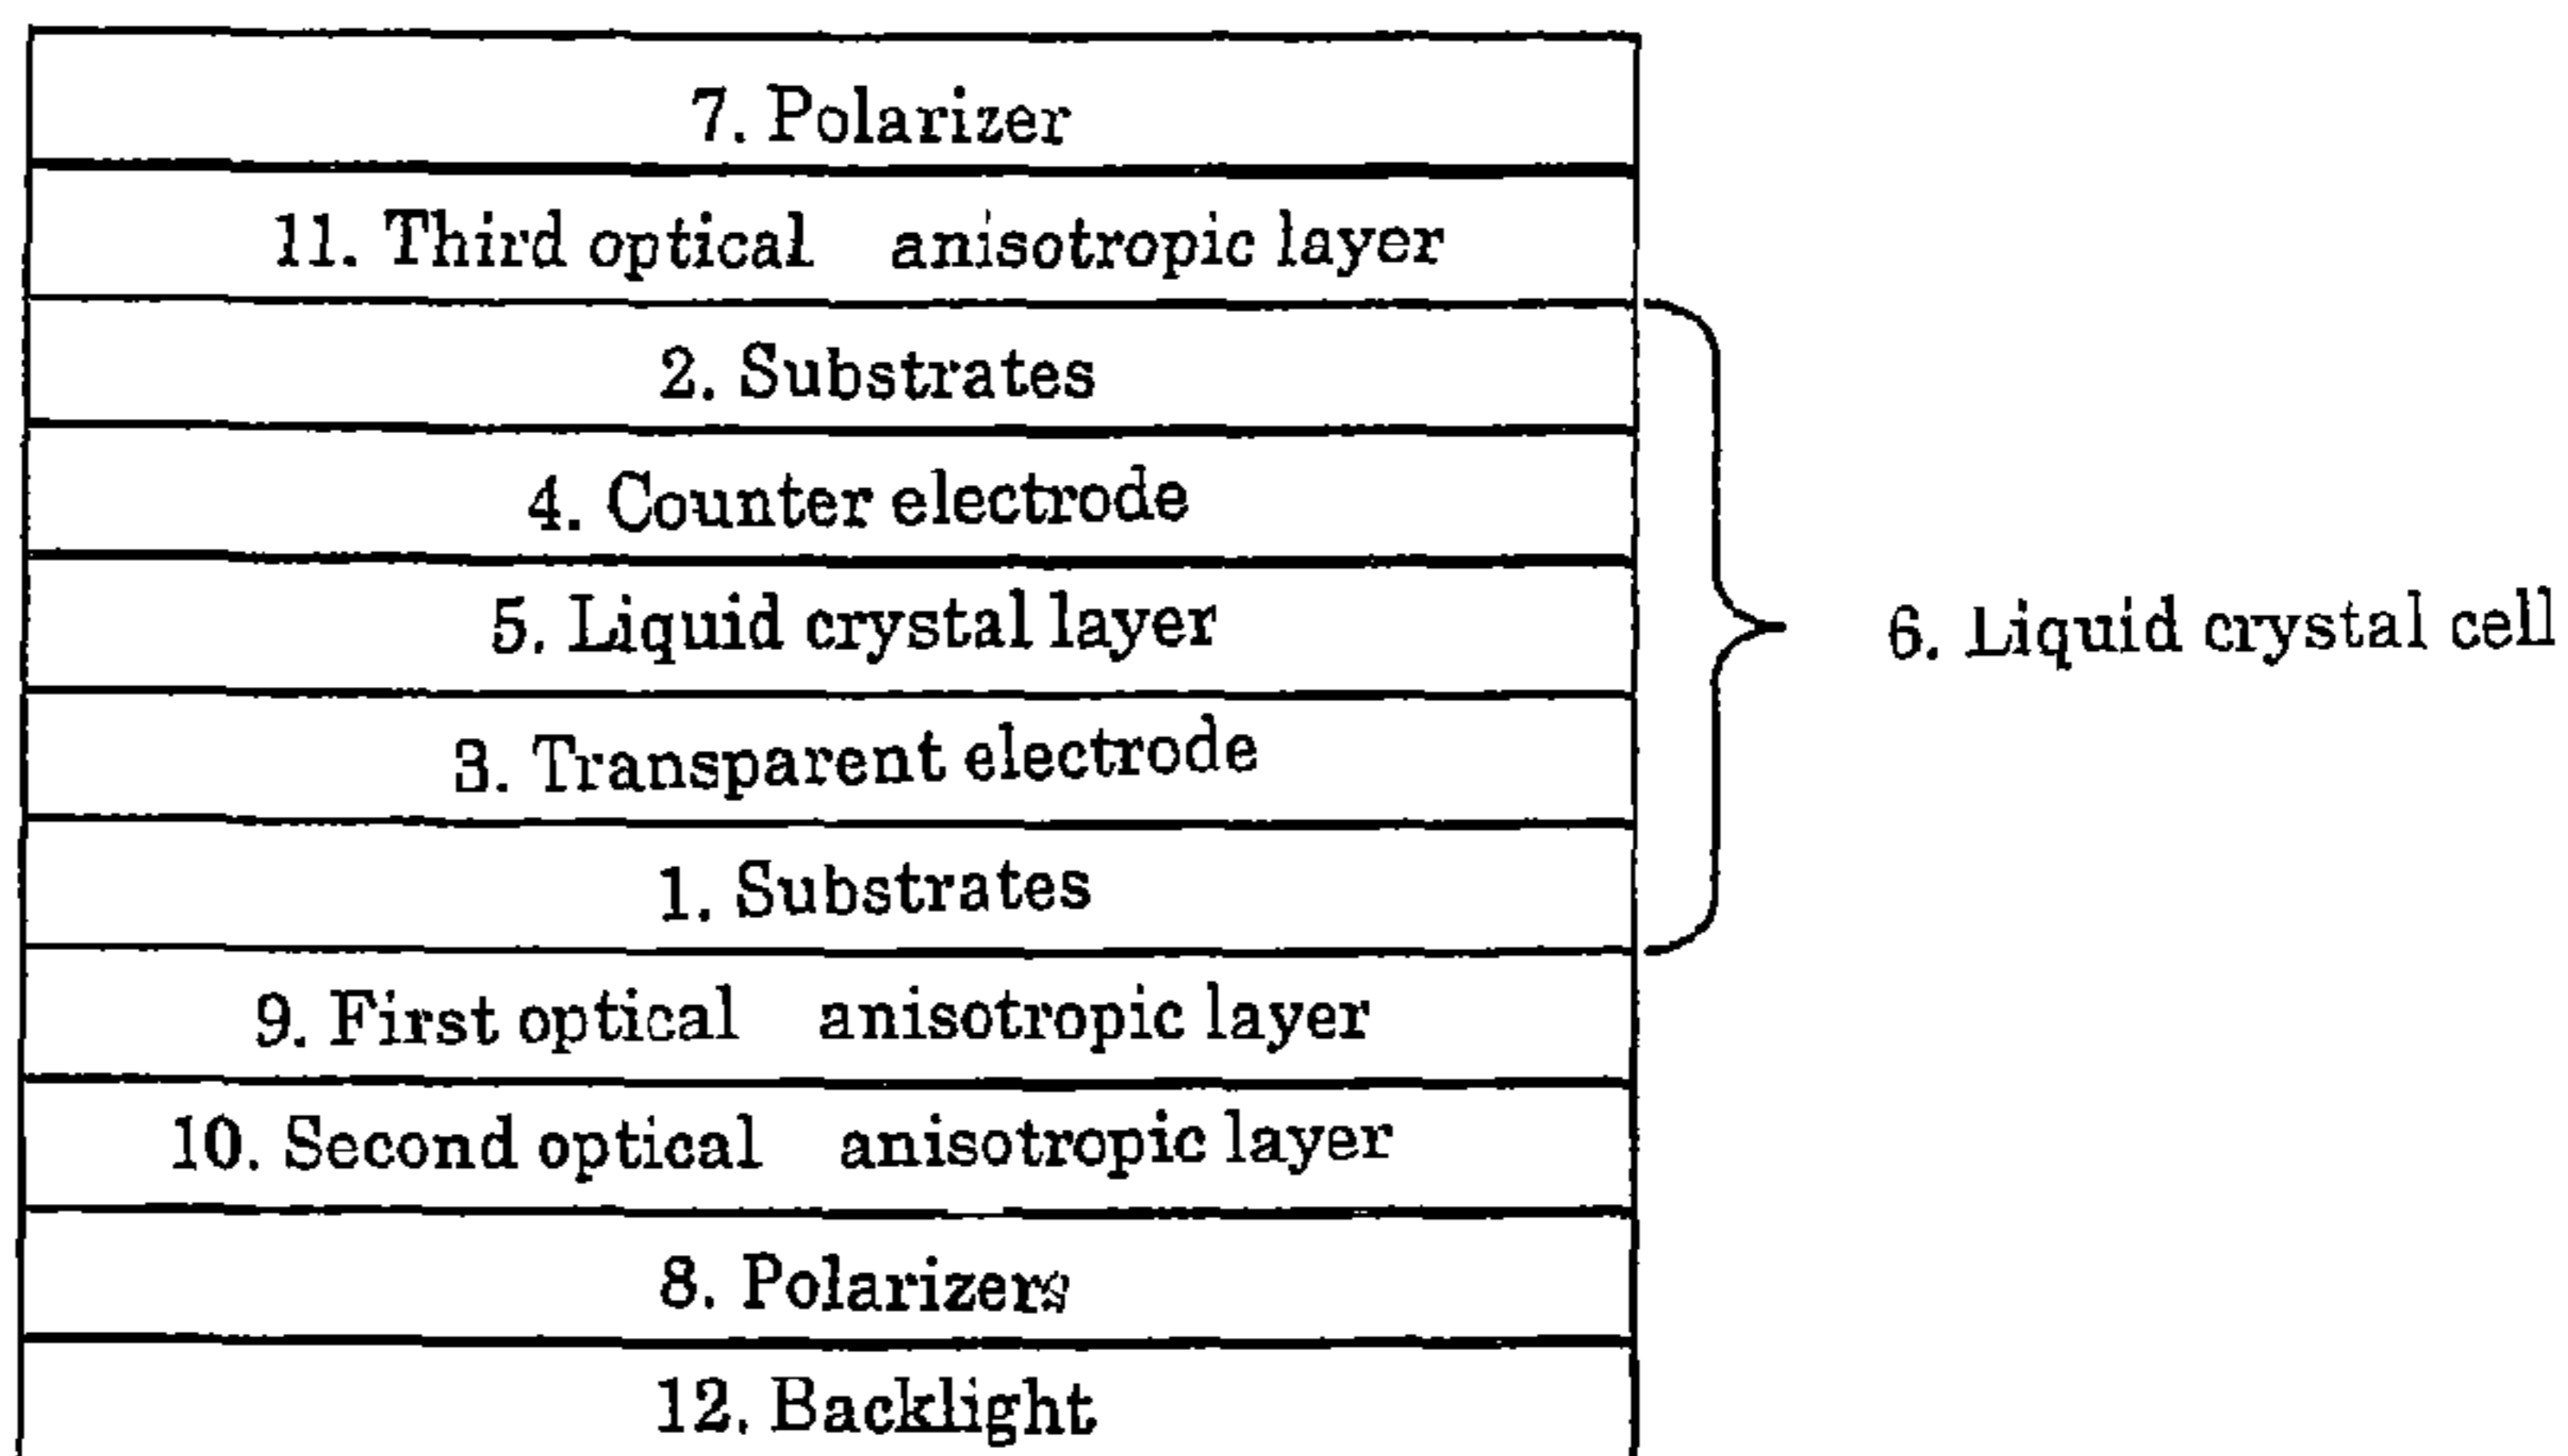 7. Polarizer
11. Third optical anisotropic layer
2. Substrates
4. Counter electrode
5. Liquid crystal layer
6. Liquid crystal cell
3. Transparent electrode
1. Substrates
9. First optical anisotropic layer
10. Second optical anisotropic layer
8. Polarizers
12. Backlight